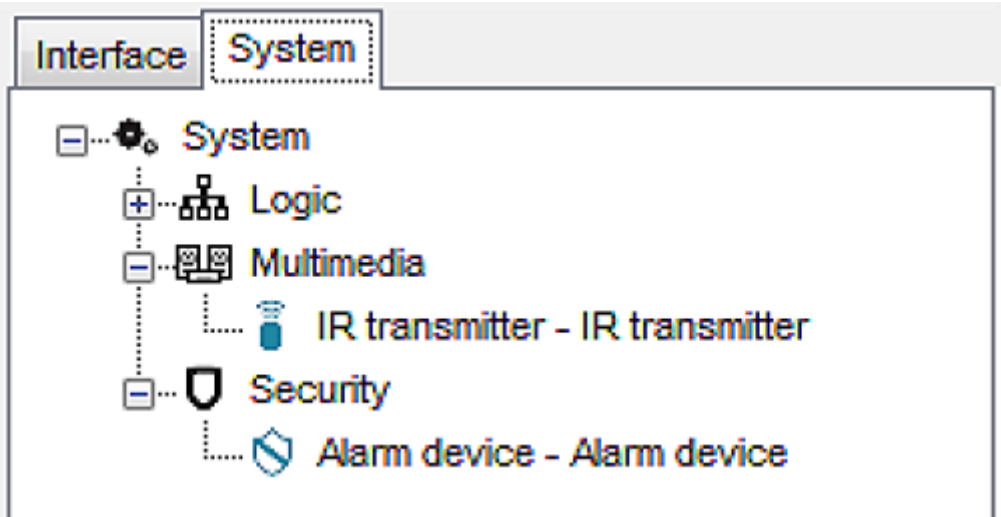 Interface System
System
Logic
Multimedia
IR transmitter - IR transmitter
Security
Alarm device - Alarm device